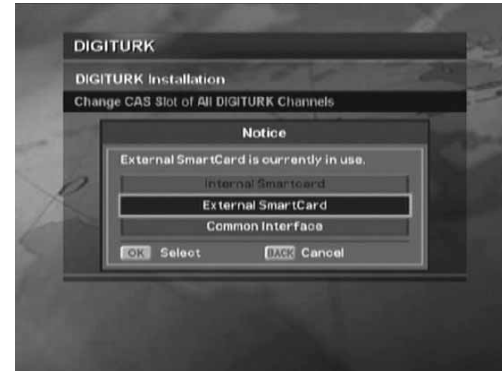 DIGITURK
DIGITURK Installation
Change CAS Slot of All DIGITURK Channels
Notice
External SmartCard is currently in use.
Internal Smartcard
External SmartCard
Common Interface
OK Select BACK Cancel